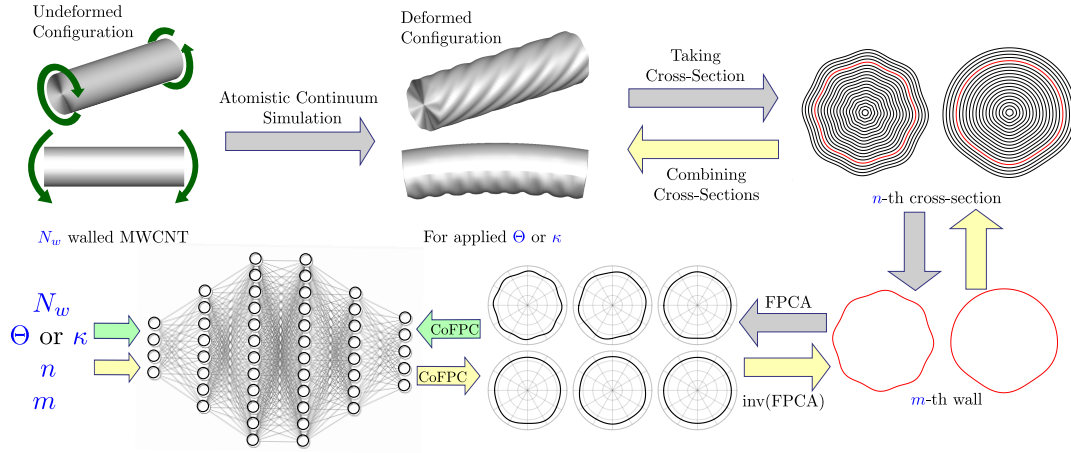 Undeformed
Configuration
Deformed
Configuration
Atomistic Continuum
Simulation
Taking
Cross-Section
Combining
Cross-Sections
n-th cross-section
N_w walled MWCNT
For applied Θ or κ
N_w
Θ or κ
n
m
CoFPC
CoFPC
FPCA
inv(FPCA)
m-th wall